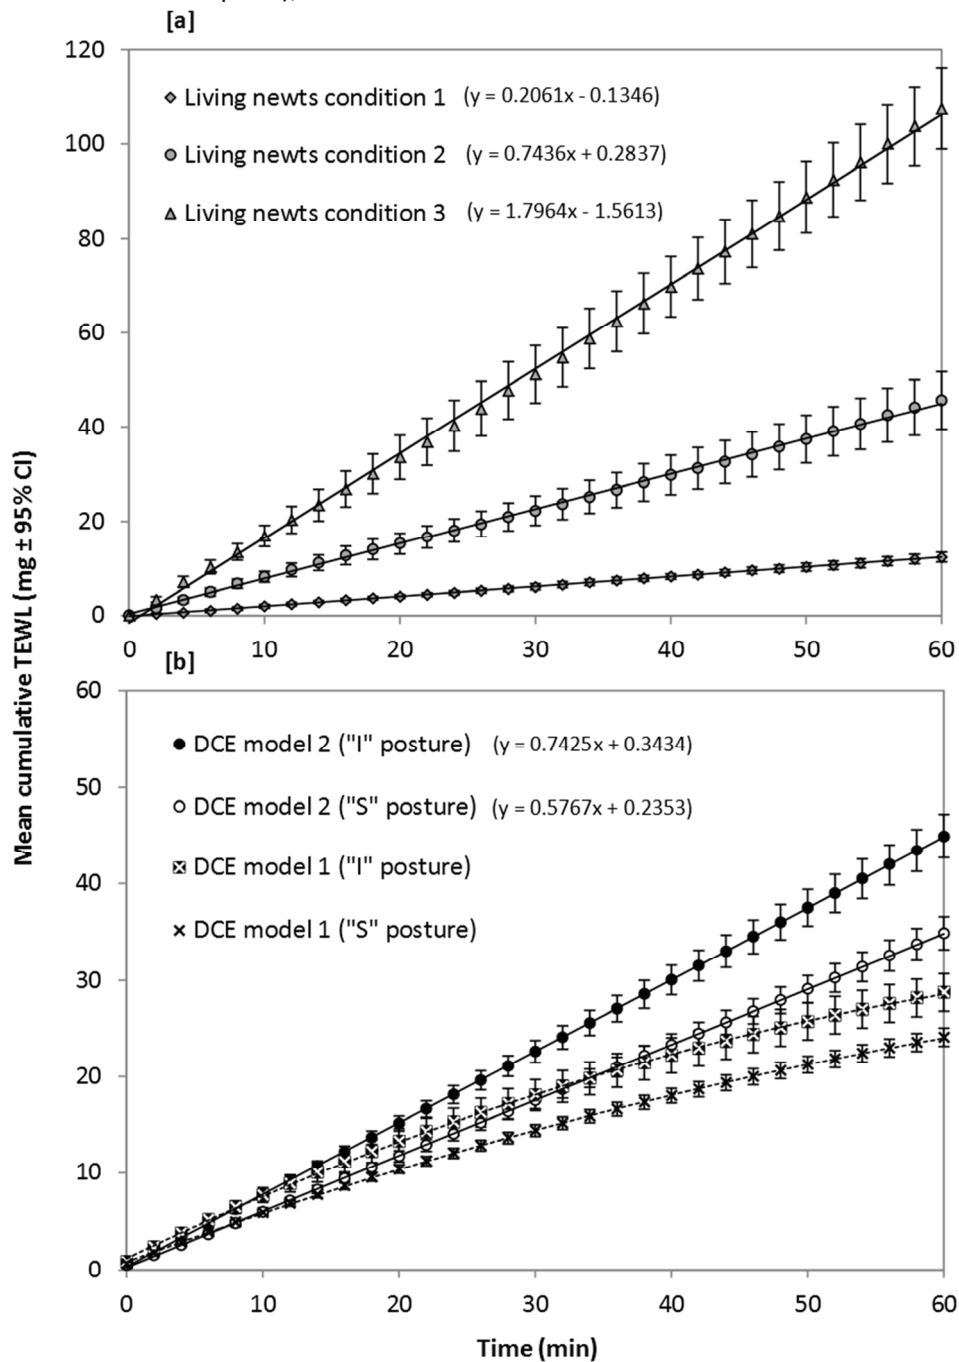 [a]
120
100
80
60
40
20
0
Living newts condition 1 (y = 0.2061x - 0.1346)
Living newts condition 2 (y = 0.7436x + 0.2837)
Living newts condition 3 (y = 1.7964x - 1.5613)
0 10 20 30 40 50 60
Mean cumulative TEWL (mg ± 95% CI)
[b]
60
50
40
30
20
10
0
DCE model 2 ("I" posture) (y = 0.7425x + 0.3434)
DCE model 2 ("S" posture) (y = 0.5767x + 0.2353)
DCE model 1 ("I" posture)
DCE model 1 ("S" posture)
0 10 20 30 40 50 60
Time (min)